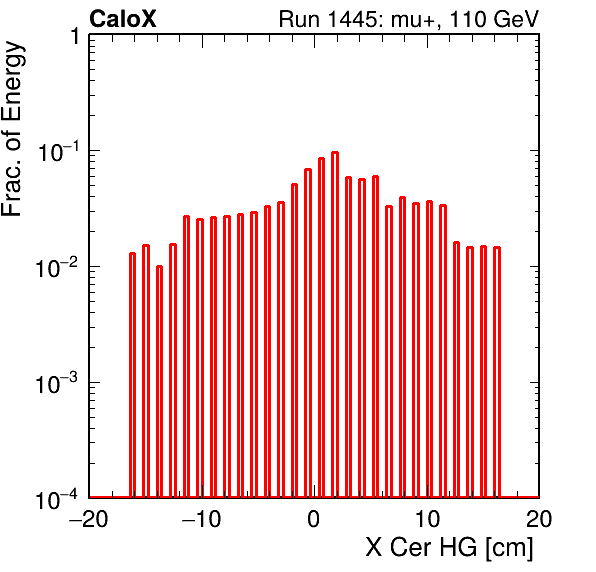 CaloX Run 1445: mu+, 110 GeV
Frac. of Energy
1
10⁻¹
10⁻²
10⁻³
10⁻⁴
−20 −10 0 10 20
X Cer HG [cm]